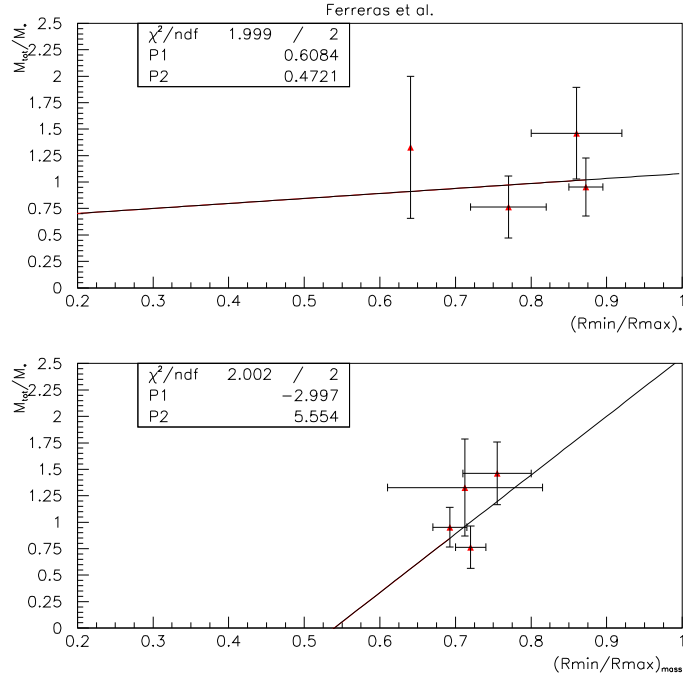 Ferreras et al.
χ²/ndf 1.999 / 2
P1 0.6084
P2 0.4721
M_tot/M_*
2.5
2.25
2
1.75
1.5
1.25
1
0.75
0.5
0.25
0
0.2 0.3 0.4 0.5 0.6 0.7 0.8 0.9 1
(Rmin/Rmax)_*
χ²/ndf 2.002 / 2
P1 −2.997
P2 5.554
M_tot/M_*
2.5
2.25
2
1.75
1.5
1.25
1
0.75
0.5
0.25
0
0.2 0.3 0.4 0.5 0.6 0.7 0.8 0.9 1
(Rmin/Rmax)_mass